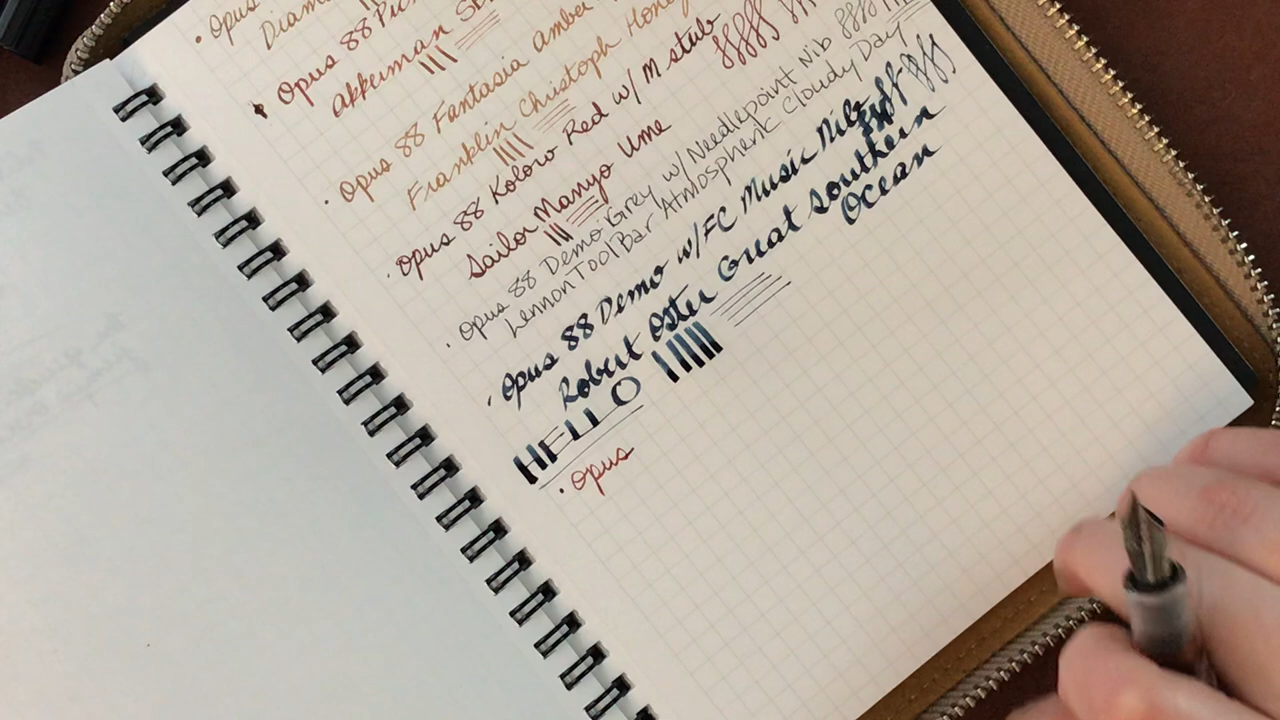 • Opus
Diam
• Opus 88 Pic
Akkerman S
• Opus 88 Fantasia Amber
Franklin Christoph Honey
• Opus 88 Koloro Red w/ M stub
Sailor Manyo Ume
• Opus 88 Demo Grey w/ Needlepoint Nib
Lennon Tool Bar Atmospheric Cloudy Day
• Opus 88 Demo w/ FC Music Nib
Robert Oster Great Southern
Ocean
HELLO
• Opus